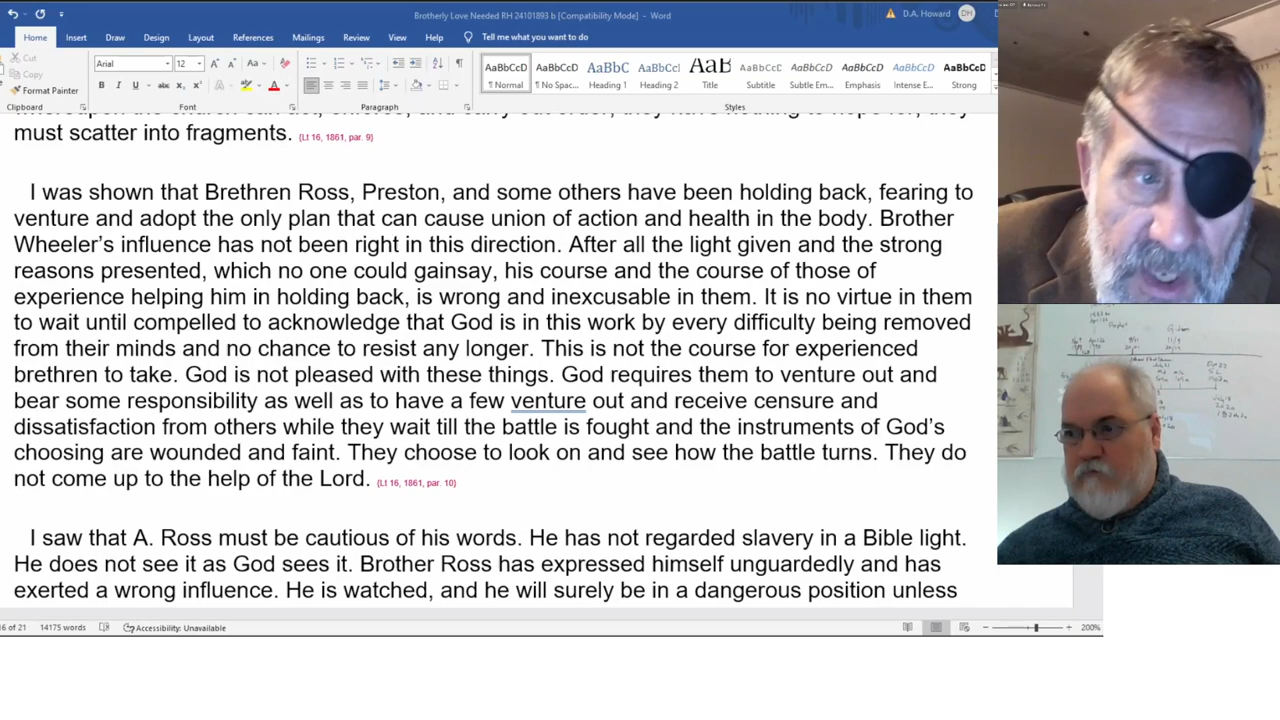 Brotherly Love Needed RH 24101893 b [Compatibility Mode] - Word
D.A. Howard DH
Home Insert Draw Design Layout References Mailings Review View Help Tell me what you want to do
Cut
Copy
Format Painter
Arial 12
Clipboard Font Paragraph Styles
AaBbCcD AaBbCcD AaBbC AaBbCcI AaB AaBbCcD AaBbCcD AaBbCcD AaBbCcD AaBbCcD
¶ Normal ¶ No Spac... Heading 1 Heading 2 Title Subtitle Subtle Em... Emphasis Intense E... Strong
must scatter into fragments. {Lt 16, 1861, par. 9}
I was shown that Brethren Ross, Preston, and some others have been holding back, fearing to
venture and adopt the only plan that can cause union of action and health in the body. Brother
Wheeler’s influence has not been right in this direction. After all the light given and the strong
reasons presented, which no one could gainsay, his course and the course of those of
experience helping him in holding back, is wrong and inexcusable in them. It is no virtue in them
to wait until compelled to acknowledge that God is in this work by every difficulty being removed
from their minds and no chance to resist any longer. This is not the course for experienced
brethren to take. God is not pleased with these things. God requires them to venture out and
bear some responsibility as well as to have a few venture out and receive censure and
dissatisfaction from others while they wait till the battle is fought and the instruments of God’s
choosing are wounded and faint. They choose to look on and see how the battle turns. They do
not come up to the help of the Lord. {Lt 16, 1861, par. 10}
I saw that A. Ross must be cautious of his words. He has not regarded slavery in a Bible light.
He does not see it as God sees it. Brother Ross has expressed himself unguardedly and has
exerted a wrong influence. He is watched, and he will surely be in a dangerous position unless
16 of 21 14175 words Accessibility: Unavailable 200%